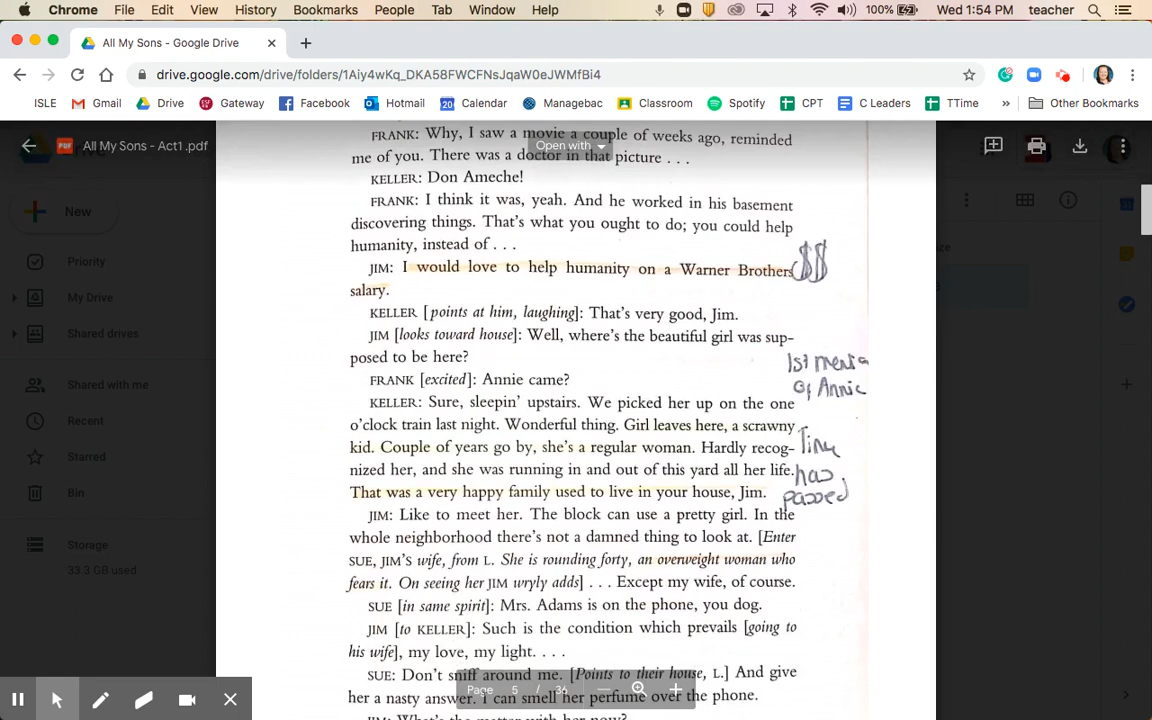 Chrome File Edit View History Bookmarks People Tab Window Help 100% Wed 1:54 PM teacher
All My Sons - Google Drive
drive.google.com/drive/folders/1Aiy4wKq_DKA58FWCFNsJqaW0eJWMfBi4
ISLE Gmail Drive Gateway Facebook Hotmail 20 Calendar Managebac Classroom Spotify CPT C Leaders TTime » Other Bookmarks
PDF All My Sons - Act1 .pdf
Open with
New
Priority
My Drive
Shared drives
Shared with me
Recent
Starred
Bin
Storage
33.3 GB used
FRANK: Why, I saw a movie a couple of weeks ago, reminded
me of you. There was a doctor in that picture . . .
KELLER: Don Ameche!
FRANK: I think it was, yeah. And he worked in his basement
discovering things. That's what you ought to do; you could help
humanity, instead of . . .
JIM: I would love to help humanity on a Warner Brothers
salary.
$$
KELLER [points at him, laughing]: That's very good, Jim.
JIM [looks toward house]: Well, where's the beautiful girl was sup-
posed to be here?
FRANK [excited]: Annie came?
1st
of Annie
KELLER: Sure, sleepin' upstairs. We picked her up on the one
o'clock train last night. Wonderful thing. Girl leaves here, a scrawny
kid. Couple of years go by, she's a regular woman. Hardly recog-
nized her, and she was running in and out of this yard all her life.
That was a very happy family used to live in your house, Jim.
Time
has
passed
JIM: Like to meet her. The block can use a pretty girl. In the
whole neighborhood there's not a damned thing to look at. [Enter
SUE, JIM'S wife, from L. She is rounding forty, an overweight woman who
fears it. On seeing her JIM wryly adds] . . . Except my wife, of course.
SUE [in same spirit]: Mrs. Adams is on the phone, you dog.
JIM [to KELLER]: Such is the condition which prevails [going to
his wife], my love, my light. . . .
SUE: Don't sniff around me. [Points to their house, L.] And give
her a nasty answer. I can smell her perfume over the phone.
JIM: What's the matter with her now?
Page 5 / 36